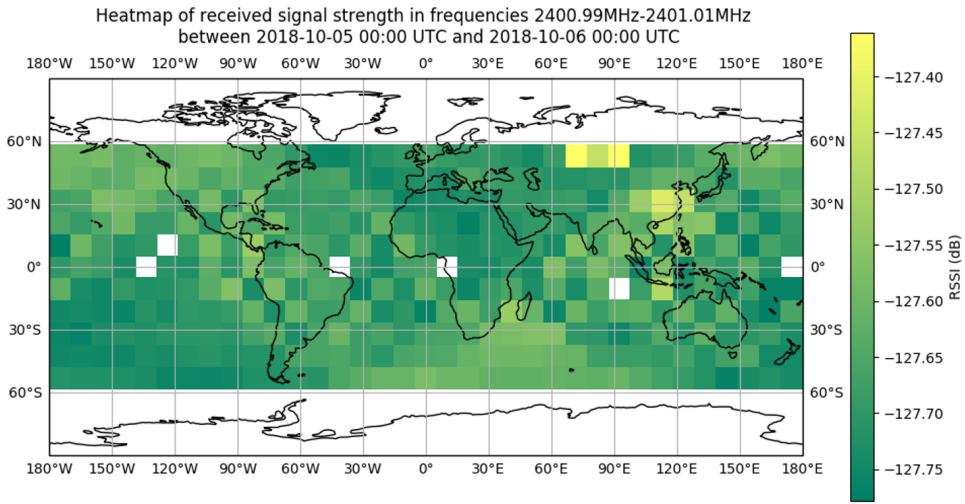 Heatmap of received signal strength in frequencies 2400.99MHz-2401.01MHz
between 2018-10-05 00:00 UTC and 2018-10-06 00:00 UTC
180°W 150°W 120°W 90°W 60°W 30°W 0° 30°E 60°E 90°E 120°E 150°E 180°E
60°N 60°N
30°N 30°N
0° 0°
30°S 30°S
60°S 60°S
180°W 150°W 120°W 90°W 60°W 30°W 0° 30°E 60°E 90°E 120°E 150°E 180°E
−127.40
−127.45
−127.50
−127.55
−127.60
−127.65
−127.70
−127.75
RSSI (dB)